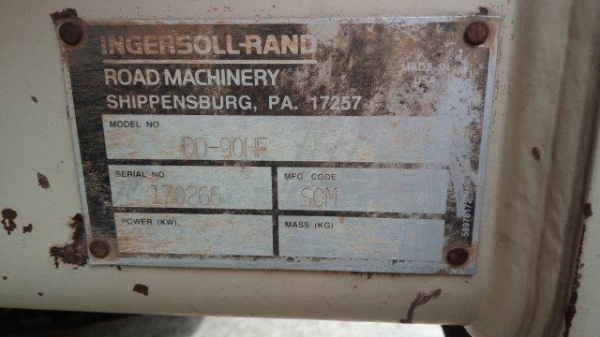 INGERSOLL-RAND
ROAD MACHINERY
MADE IN
USA
SHIPPENSBURG, PA. 17257
MODEL NO
DD-90HF
SERIAL NO
170266
MFG CODE
SCM
POWER (KW)
MASS (KG)